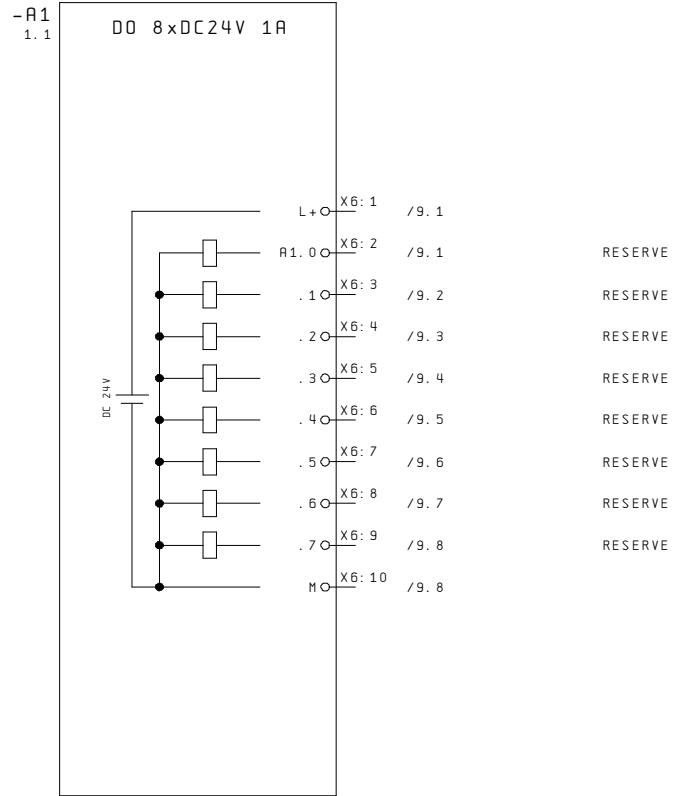 -A1
1.1
DO 8xDC24V 1A
L+ X6:1 /9.1
A1.0 X6:2 /9.1 RESERVE
.1 X6:3 /9.2 RESERVE
.2 X6:4 /9.3 RESERVE
.3 X6:5 /9.4 RESERVE
DC 24V
.4 X6:6 /9.5 RESERVE
.5 X6:7 /9.6 RESERVE
.6 X6:8 /9.7 RESERVE
.7 X6:9 /9.8 RESERVE
M X6:10 /9.8